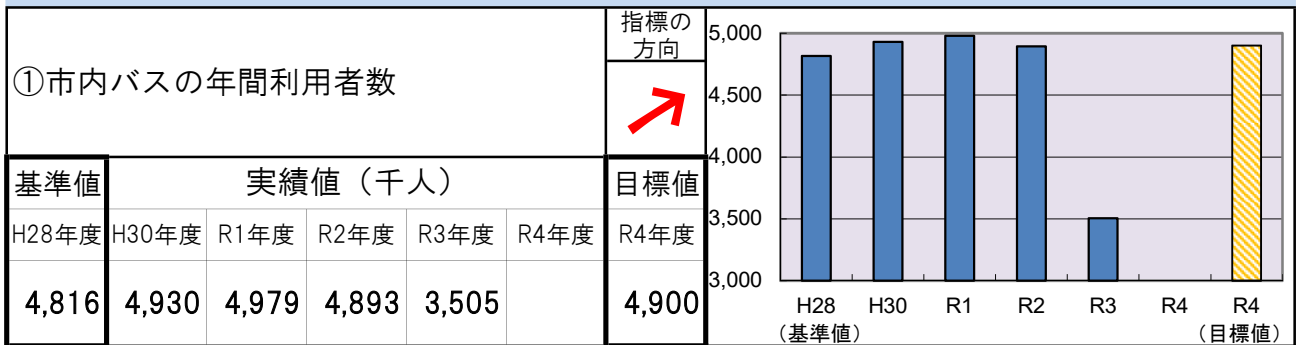 ①市内バスの年間利用者数
指標の
方向
基準値 実績値（千人） 目標値
H28年度 H30年度 R1年度 R2年度 R3年度 R4年度 R4年度
4,816 4,930 4,979 4,893 3,505 4,900
5,000
4,500
4,000
3,500
3,000
H28 H30 R1 R2 R3 R4 R4
（基準値） （目標値）